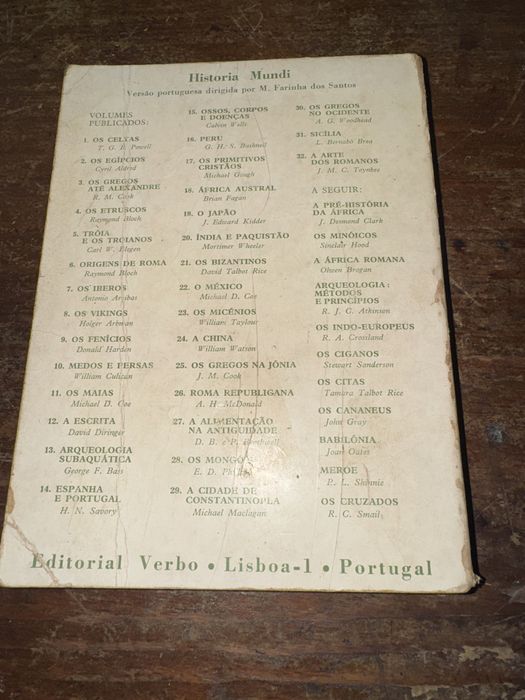 Historia Mundi
Versão portuguesa dirigida por M. Farinha dos Santos
VOLUMES
PUBLICADOS:
1. OS CELTAS
T. G. E. Powell
2. OS EGÍPCIOS
Cyril Aldred
3. OS GREGOS
ATÉ ALEXANDRE
R. M. Cook
4. OS ETRUSCOS
Raymond Bloch
5. TRÓIA
E OS TROIANOS
Carl W. Blegen
6. ORIGENS DE ROMA
Raymond Bloch
7. OS IBEROS
Antonio Arribas
8. OS VIKINGS
Holger Arbman
9. OS FENÍCIOS
Donald Harden
10. MEDOS E PERSAS
William Culican
11. OS MAIAS
Michael D. Coe
12. A ESCRITA
David Diringer
13. ARQUEOLOGIA
SUBAQUÁTICA
George F. Bass
14. ESPANHA
E PORTUGAL
H. N. Savory
15. OSSOS, CORPOS
E DOENÇAS
Calvin Wells
16. PERU
G. H. S. Bushnell
17. OS PRIMITIVOS
CRISTÃOS
Michael Gough
18. ÁFRICA AUSTRAL
Brian Fagan
19. O JAPÃO
J. Edward Kidder
20. ÍNDIA E PAQUISTÃO
Mortimer Wheeler
21. OS BIZANTINOS
David Talbot Rice
22. O MÉXICO
Michael D. Coe
23. OS MICÉNIOS
William Taylour
24. A CHINA
William Watson
25. OS GREGOS NA JÓNIA
J. M. Cook
26. ROMA REPUBLICANA
A. H. McDonald
27. A ALIMENTAÇÃO
NA ANTIGUIDADE
D. B. e P. Brothwell
28. OS MONGÓIS
E. D. Phillips
29. A CIDADE DE
CONSTANTINOPLA
Michael Maclagan
30. OS GREGOS
NO OCIDENTE
A. G. Woodhead
31. SICÍLIA
L. Bernabò Brea
32. A ARTE
DOS ROMANOS
J. M. C. Toynbee
A SEGUIR:
A PRÉ-HISTÓRIA
DA ÁFRICA
J. Desmond Clark
OS MINÓICOS
Sinclair Hood
A ÁFRICA ROMANA
Olwen Brogan
ARQUEOLOGIA:
MÉTODOS
E PRINCÍPIOS
R. J. C. Atkinson
OS INDO-EUROPEUS
R. A. Crossland
OS CIGANOS
Stewart Sanderson
OS CITAS
Tamara Talbot Rice
OS CANANEUS
John Gray
BABILÔNIA
Joan Oates
MEROE
P. L. Shinnie
OS CRUZADOS
R. C. Smail
Editorial Verbo • Lisboa-1 • Portugal